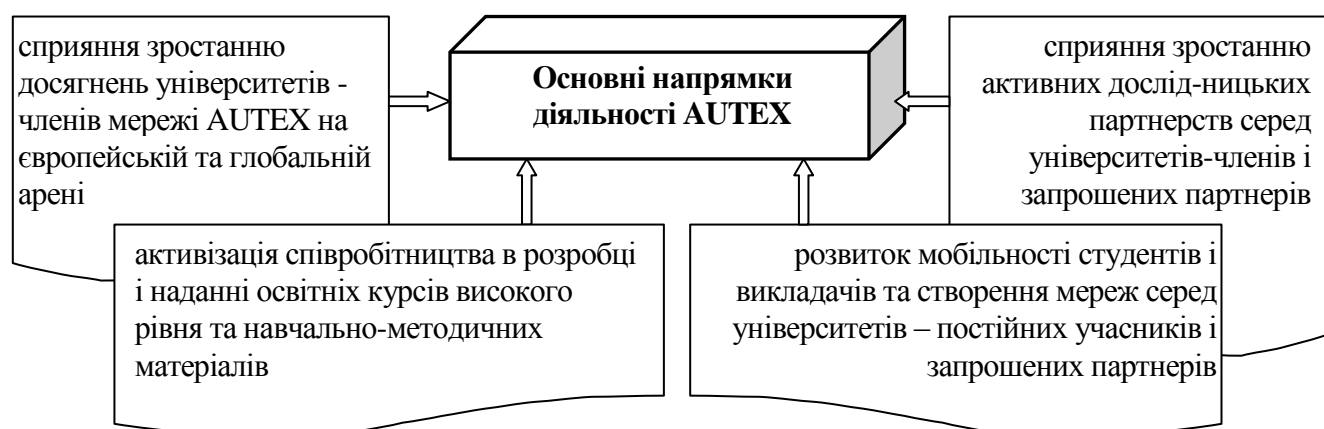 сприяння зростанню
досягнень університетів -
членів мережі AUTEX на
європейській та глобальній
арені
Основні напрямки
діяльності AUTEX
сприяння зростанню
активних дослід-ницьких
партнерств серед
університетів-членів і
запрошених партнерів
активізація співробітництва в розробці
і наданні освітніх курсів високого
рівня та навчально-методичних
матеріалів
розвиток мобільності студентів і
викладачів та створення мереж серед
університетів – постійних учасників і
запрошених партнерів